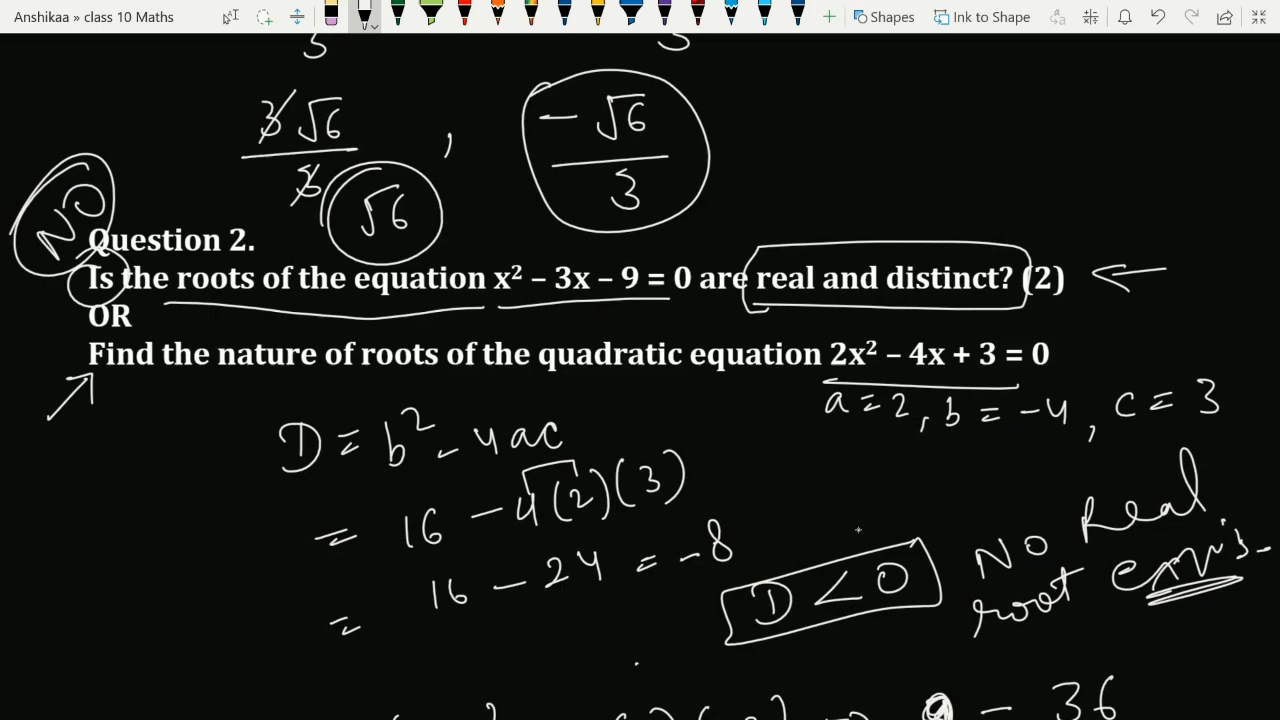 Anshikaa » class 10 Maths
Shapes Ink to Shape
3
3√6 / 3 , -√6 / 3
√6
NO
Question 2.
Is the roots of the equation x² – 3x – 9 = 0 are real and distinct? (2)
OR
Find the nature of roots of the quadratic equation 2x² – 4x + 3 = 0
a = 2, b = -4, c = 3
D = b² - 4ac
= 16 - 4(2)(3)
= 16 - 24 = -8
D < 0
NO Real
root
9 - 36